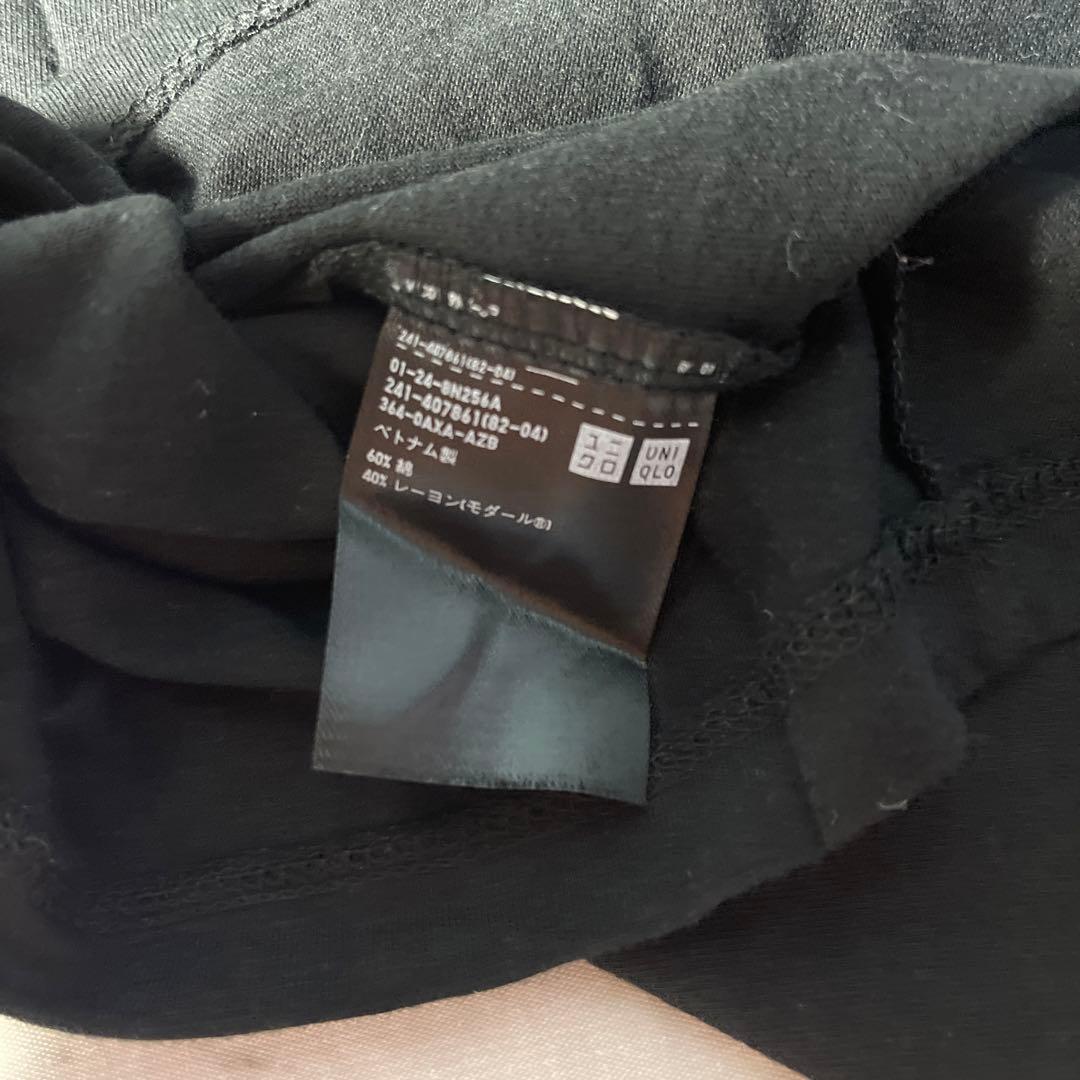 241-407861(82-04)
01-24-BN256A
241-407861(82-04)
364-0AXA-AZB
ベトナム製
60% 綿
40% レーヨン(モダール®)
ユニ
クロ
UNI
QLO